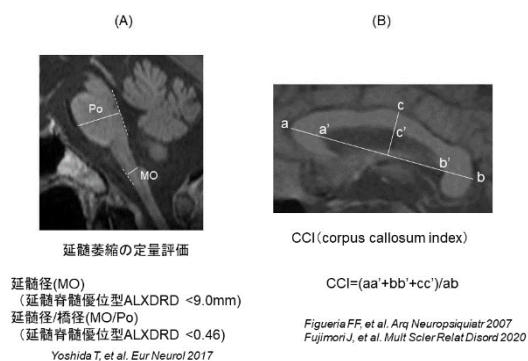 (A)
Po
MO
延髄萎縮の定量評価
延髄径(MO)
(延髄脊髄優位型ALXDRD <9.0mm)
延髄径/橋径(MO/Po)
(延髄脊髄優位型ALXDRD <0.46)
Yoshida T, et al. Eur Neurol 2017
(B)
c
a
a'
c'
b'
b
CCI(corpus callosum index)
CCI=(aa'+bb'+cc')/ab
Figueria FF, et al. Arq Neuropsiquiatr 2007
Fujimori J, et al. Mult Scler Relat Disord 2020